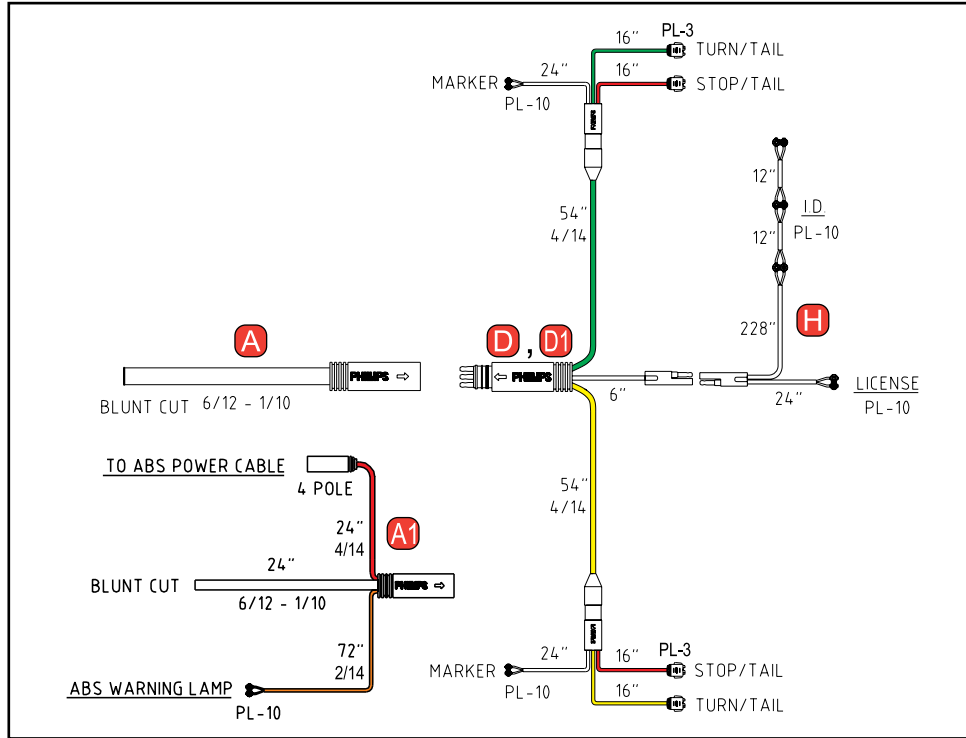 16" PL-3 TURN/TAIL
MARKER 24" 16" STOP/TAIL
PL-10
12"
54"
4/14
I.D.
PL-10
12"
A
D , D1
228" H
PHILLIPS
PHILLIPS
BLUNT CUT 6/12 - 1/10
6"
24" LICENSE
PL-10
TO ABS POWER CABLE
4 POLE
54"
4/14
24"
4/14
A1
BLUNT CUT 24"
6/12 - 1/10
PHILLIPS
72"
2/14
ABS WARNING LAMP
PL-10
MARKER 24" 16" PL-3 STOP/TAIL
PL-10 16" TURN/TAIL